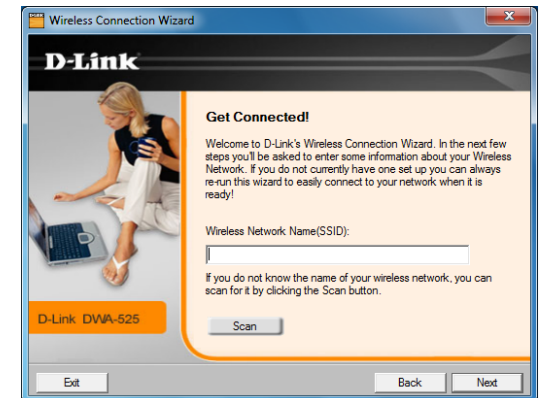 Wireless Connection Wizard
D-Link
Get Connected!
Welcome to D-Link's Wireless Connection Wizard. In the next few
steps you'll be asked to enter some information about your Wireless
Network. If you do not currently have one set up you can always
re-run this wizard to easily connect to your network when it is
ready!
Wireless Network Name(SSID):
If you do not know the name of your wireless network, you can
scan for it by clicking the Scan button.
D-Link DWA-525
Scan
Exit
Back
Next